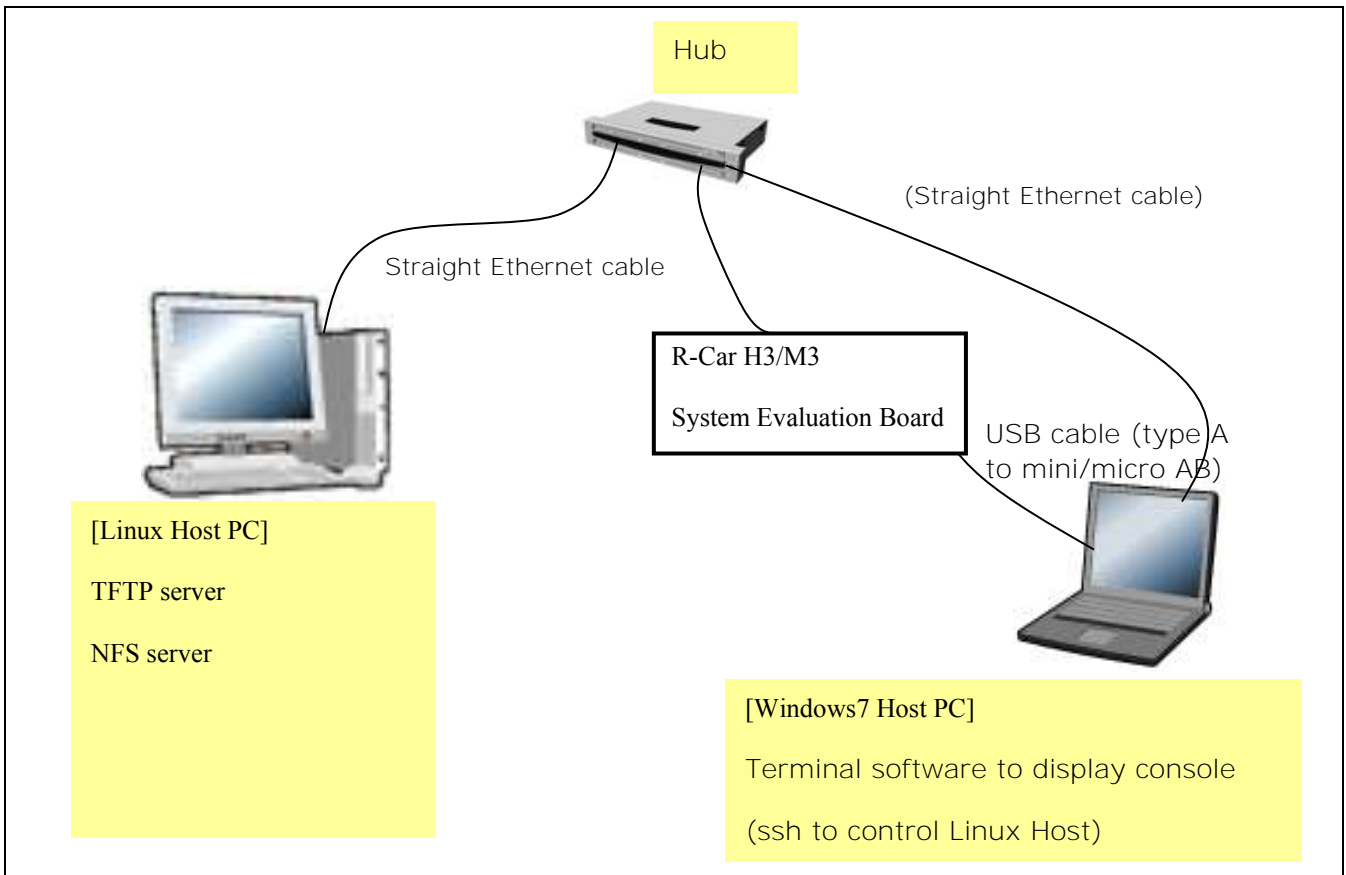 Hub
(Straight Ethernet cable)
Straight Ethernet cable
R-Car H3/M3
System Evaluation Board
USB cable (type A
to mini/micro AB)
[Linux Host PC]
TFTP server
NFS server
[Windows7 Host PC]
Terminal software to display console
(ssh to control Linux Host)